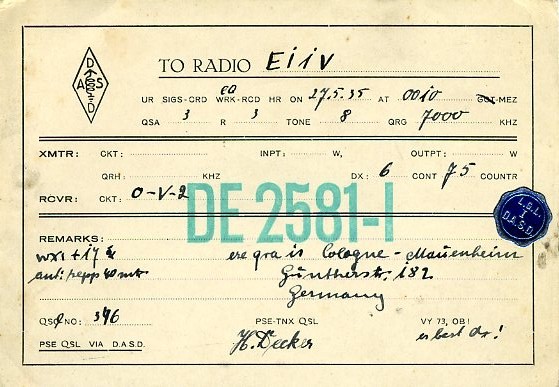 D
A S
D
TO RADIO EI1V
UR SIGS-CRD WRK-RCD HR ON 27.5.35 AT 0010 GCT-MEZ
QSA 3 R 3 TONE 8 QRG 7000 KHZ
XMTR: CKT: INPT: W, OUTPT: W
QRH: KHZ DX: 6 CONT 75 COUNTR
RCVR: CKT: O-V-2
DE 2581-I
L.B.L.
I
D.A.S.D.
REMARKS:
wx: + 17 ere qra is Cologne - Mauenheim
ant: zepp 40 mtr Güntherstr. 182
Germany
QSL NO: 396 PSE-TNX QSL VY 73, OB!
es best dx!
PSE QSL VIA D.A.S.D. H. Decker